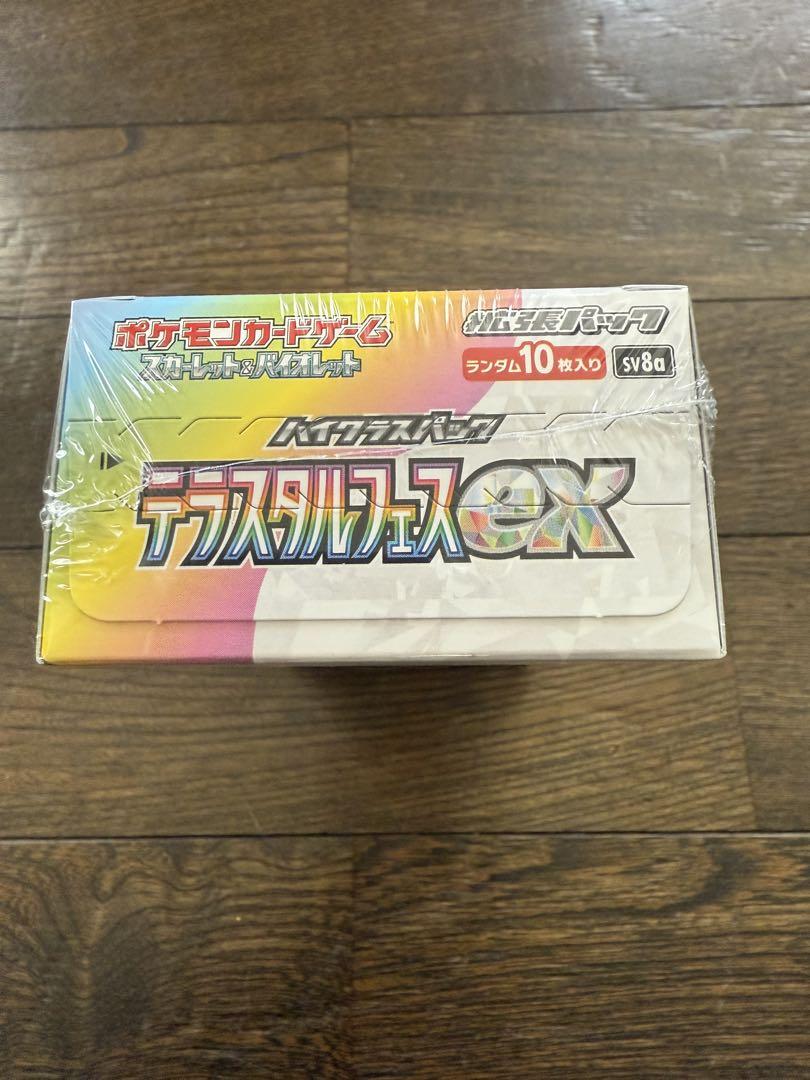 ポケモンカードゲーム
スカーレット&バイオレット
拡張パック
ランダム10枚入り
SV8a
ハイクラスパック
テラスタルフェスex